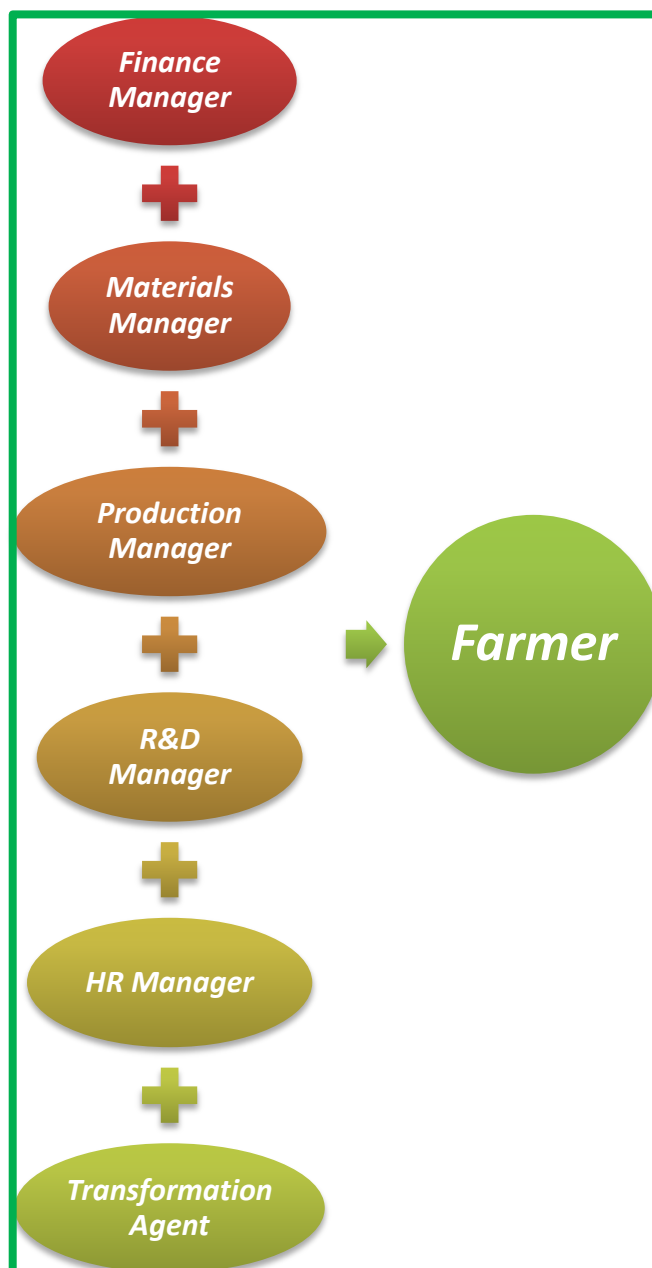 Finance
Manager
Materials
Manager
Production
Manager
Farmer
R&D
Manager
HR Manager
Transformation
Agent